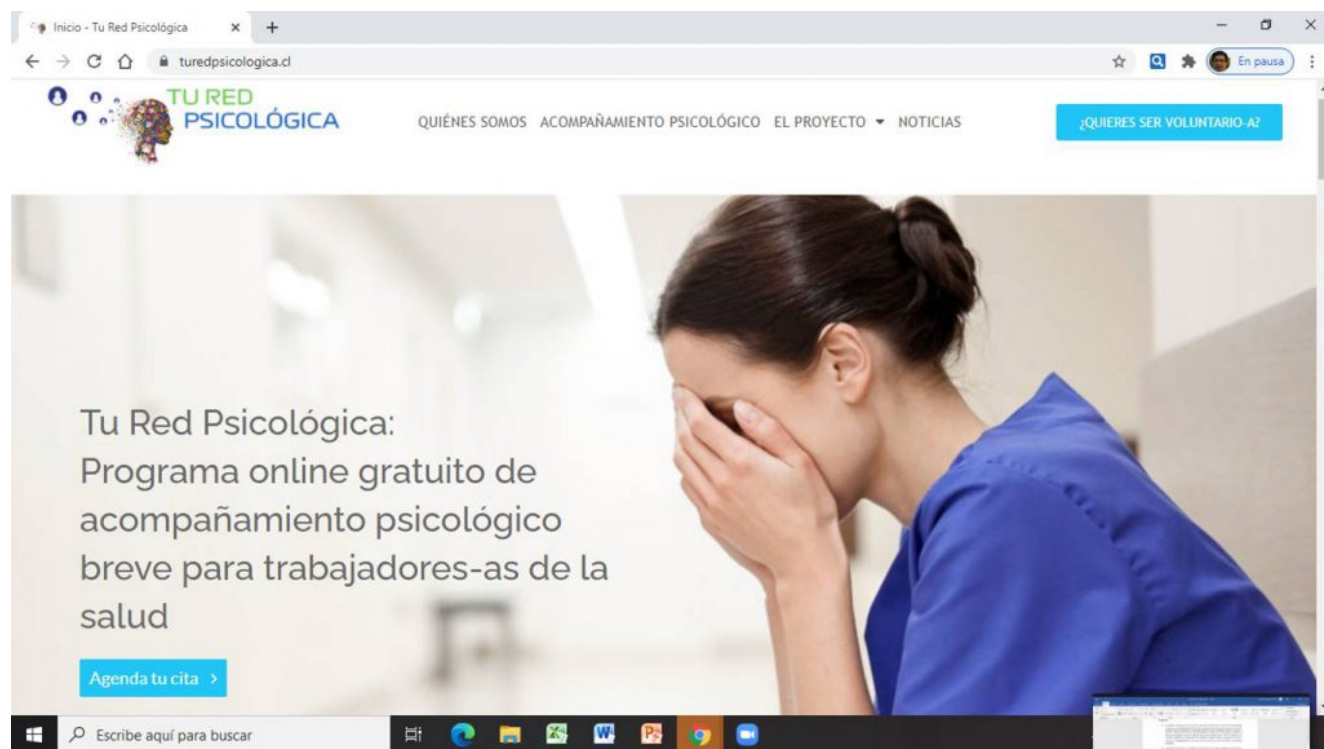 Inicio - Tu Red Psicológica
turedpsicologica.cl
En pausa
TU RED
PSICOLÓGICA
QUIÉNES SOMOS ACOMPAÑAMIENTO PSICOLÓGICO EL PROYECTO NOTICIAS
¿QUIERES SER VOLUNTARIO-A?
Tu Red Psicológica:
Programa online gratuito de
acompañamiento psicológico
breve para trabajadores-as de la
salud
Agenda tu cita >
Escribe aquí para buscar